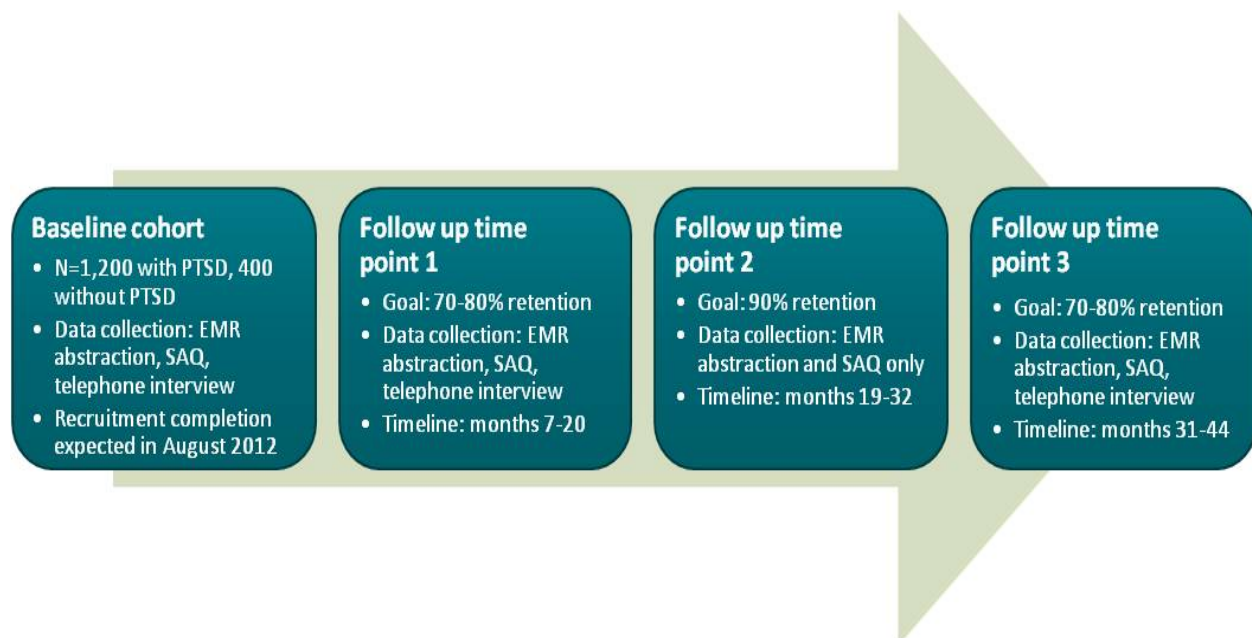 Baseline cohort
• N=1,200 with PTSD, 400
without PTSD
• Data collection: EMR
abstraction, SAQ,
telephone interview
• Recruitment completion
expected in August 2012
Follow up time
point 1
• Goal: 70-80% retention
• Data collection: EMR
abstraction, SAQ,
telephone interview
• Timeline: months 7-20
Follow up time
point 2
• Goal: 90% retention
• Data collection: EMR
abstraction and SAQ only
• Timeline: months 19-32
Follow up time
point 3
• Goal: 70-80% retention
• Data collection: EMR
abstraction, SAQ,
telephone interview
• Timeline: months 31-44